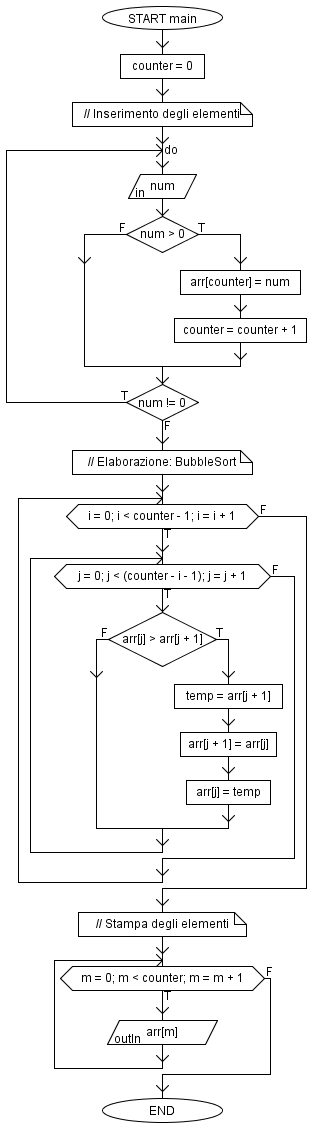 START main
counter = 0
// Inserimento degli elementi
do
num
in
num > 0
F
T
arr[counter] = num
counter = counter + 1
num != 0
T
F
// Elaborazione: BubbleSort
i = 0; i < counter - 1; i = i + 1
F
T
j = 0; j < (counter - i - 1); j = j + 1
F
T
arr[j] > arr[j + 1]
F
T
temp = arr[j + 1]
arr[j + 1] = arr[j]
arr[j] = temp
// Stampa degli elementi
m = 0; m < counter; m = m + 1
F
T
arr[m]
outln
END